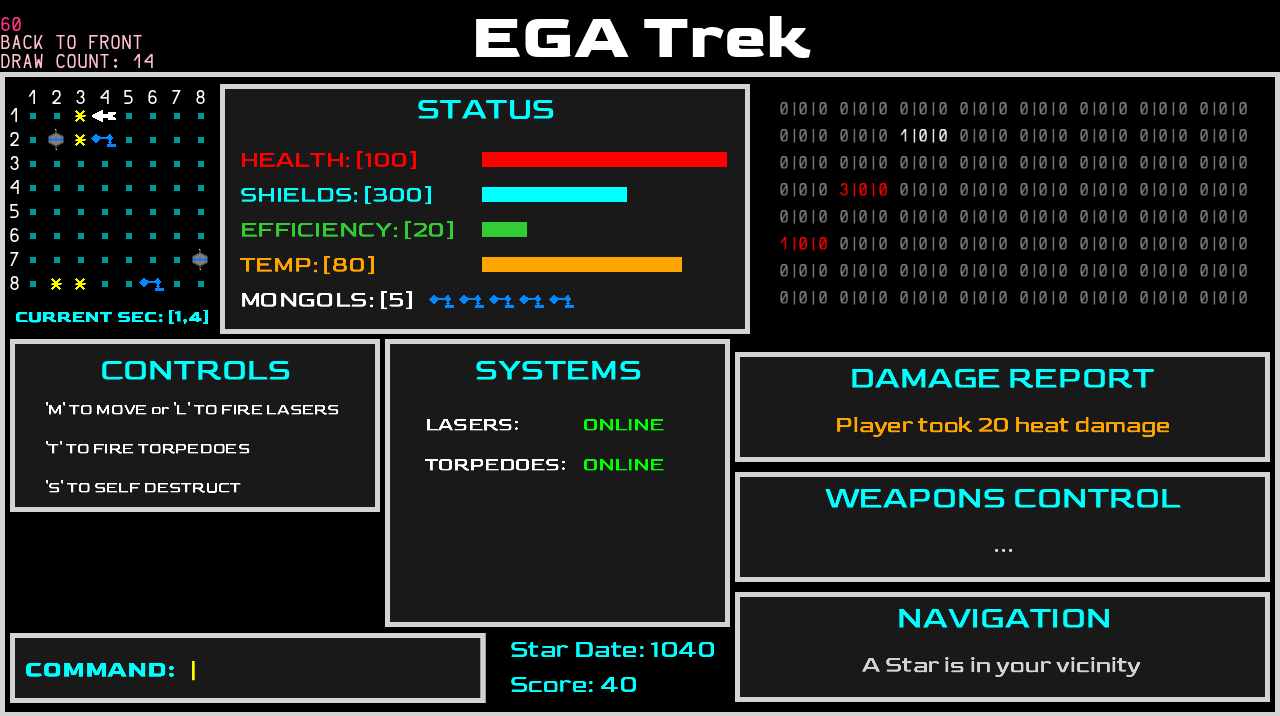 60
BACK TO FRONT
DRAW COUNT: 14
EGA Trek
1 2 3 4 5 6 7 8
1
2
3
4
5
6
7
8
CURRENT SEC: [1,4]
STATUS
HEALTH: [100]
SHIELDS: [300]
EFFICIENCY: [20]
TEMP: [80]
MONGOLS: [5]
0|0|0 0|0|0 0|0|0 0|0|0 0|0|0 0|0|0 0|0|0 0|0|0
0|0|0 0|0|0 1|0|0 0|0|0 0|0|0 0|0|0 0|0|0 0|0|0
0|0|0 0|0|0 0|0|0 0|0|0 0|0|0 0|0|0 0|0|0 0|0|0
0|0|0 3|0|0 0|0|0 0|0|0 0|0|0 0|0|0 0|0|0 0|0|0
0|0|0 0|0|0 0|0|0 0|0|0 0|0|0 0|0|0 0|0|0 0|0|0
1|0|0 0|0|0 0|0|0 0|0|0 0|0|0 0|0|0 0|0|0 0|0|0
0|0|0 0|0|0 0|0|0 0|0|0 0|0|0 0|0|0 0|0|0 0|0|0
0|0|0 0|0|0 0|0|0 0|0|0 0|0|0 0|0|0 0|0|0 0|0|0
CONTROLS
'M' TO MOVE or 'L' TO FIRE LASERS
'T' TO FIRE TORPEDOES
'S' TO SELF DESTRUCT
SYSTEMS
LASERS: ONLINE
TORPEDOES: ONLINE
DAMAGE REPORT
Player took 20 heat damage
WEAPONS CONTROL
...
NAVIGATION
A Star is in your vicinity
COMMAND: |
Star Date: 1040
Score: 40